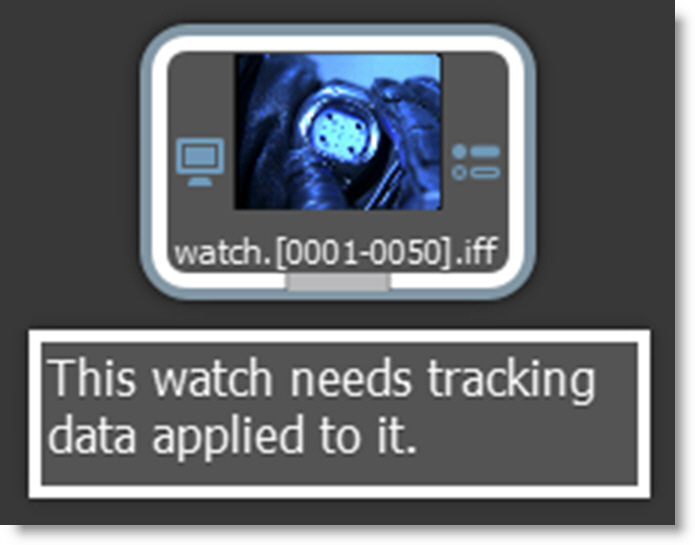 watch.[0001-0050].iff
This watch needs tracking
data applied to it.